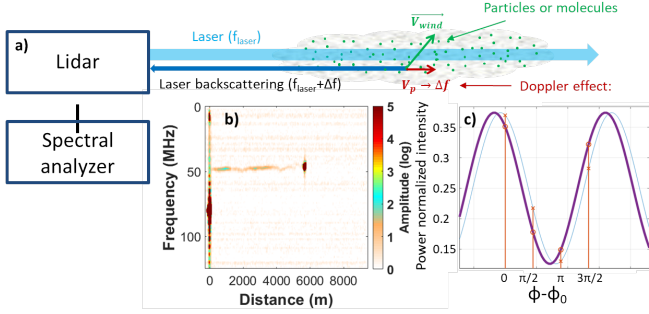 a)
Lidar
Laser (f_laser)
V_wind
Particles or molecules
Laser backscattering (f_laser+Δf)
V_p → Δf
Doppler effect:
Spectral
analyzer
b)
Frequency (MHz)
0
50
100
0 2000 4000 6000 8000
Distance (m)
5
4
3
2
1
0
Amplitude (log)
c)
Power normalized intensity
0.35
0.3
0.25
0.2
0.15
0 π/2 π 3π/2
ϕ-ϕ₀